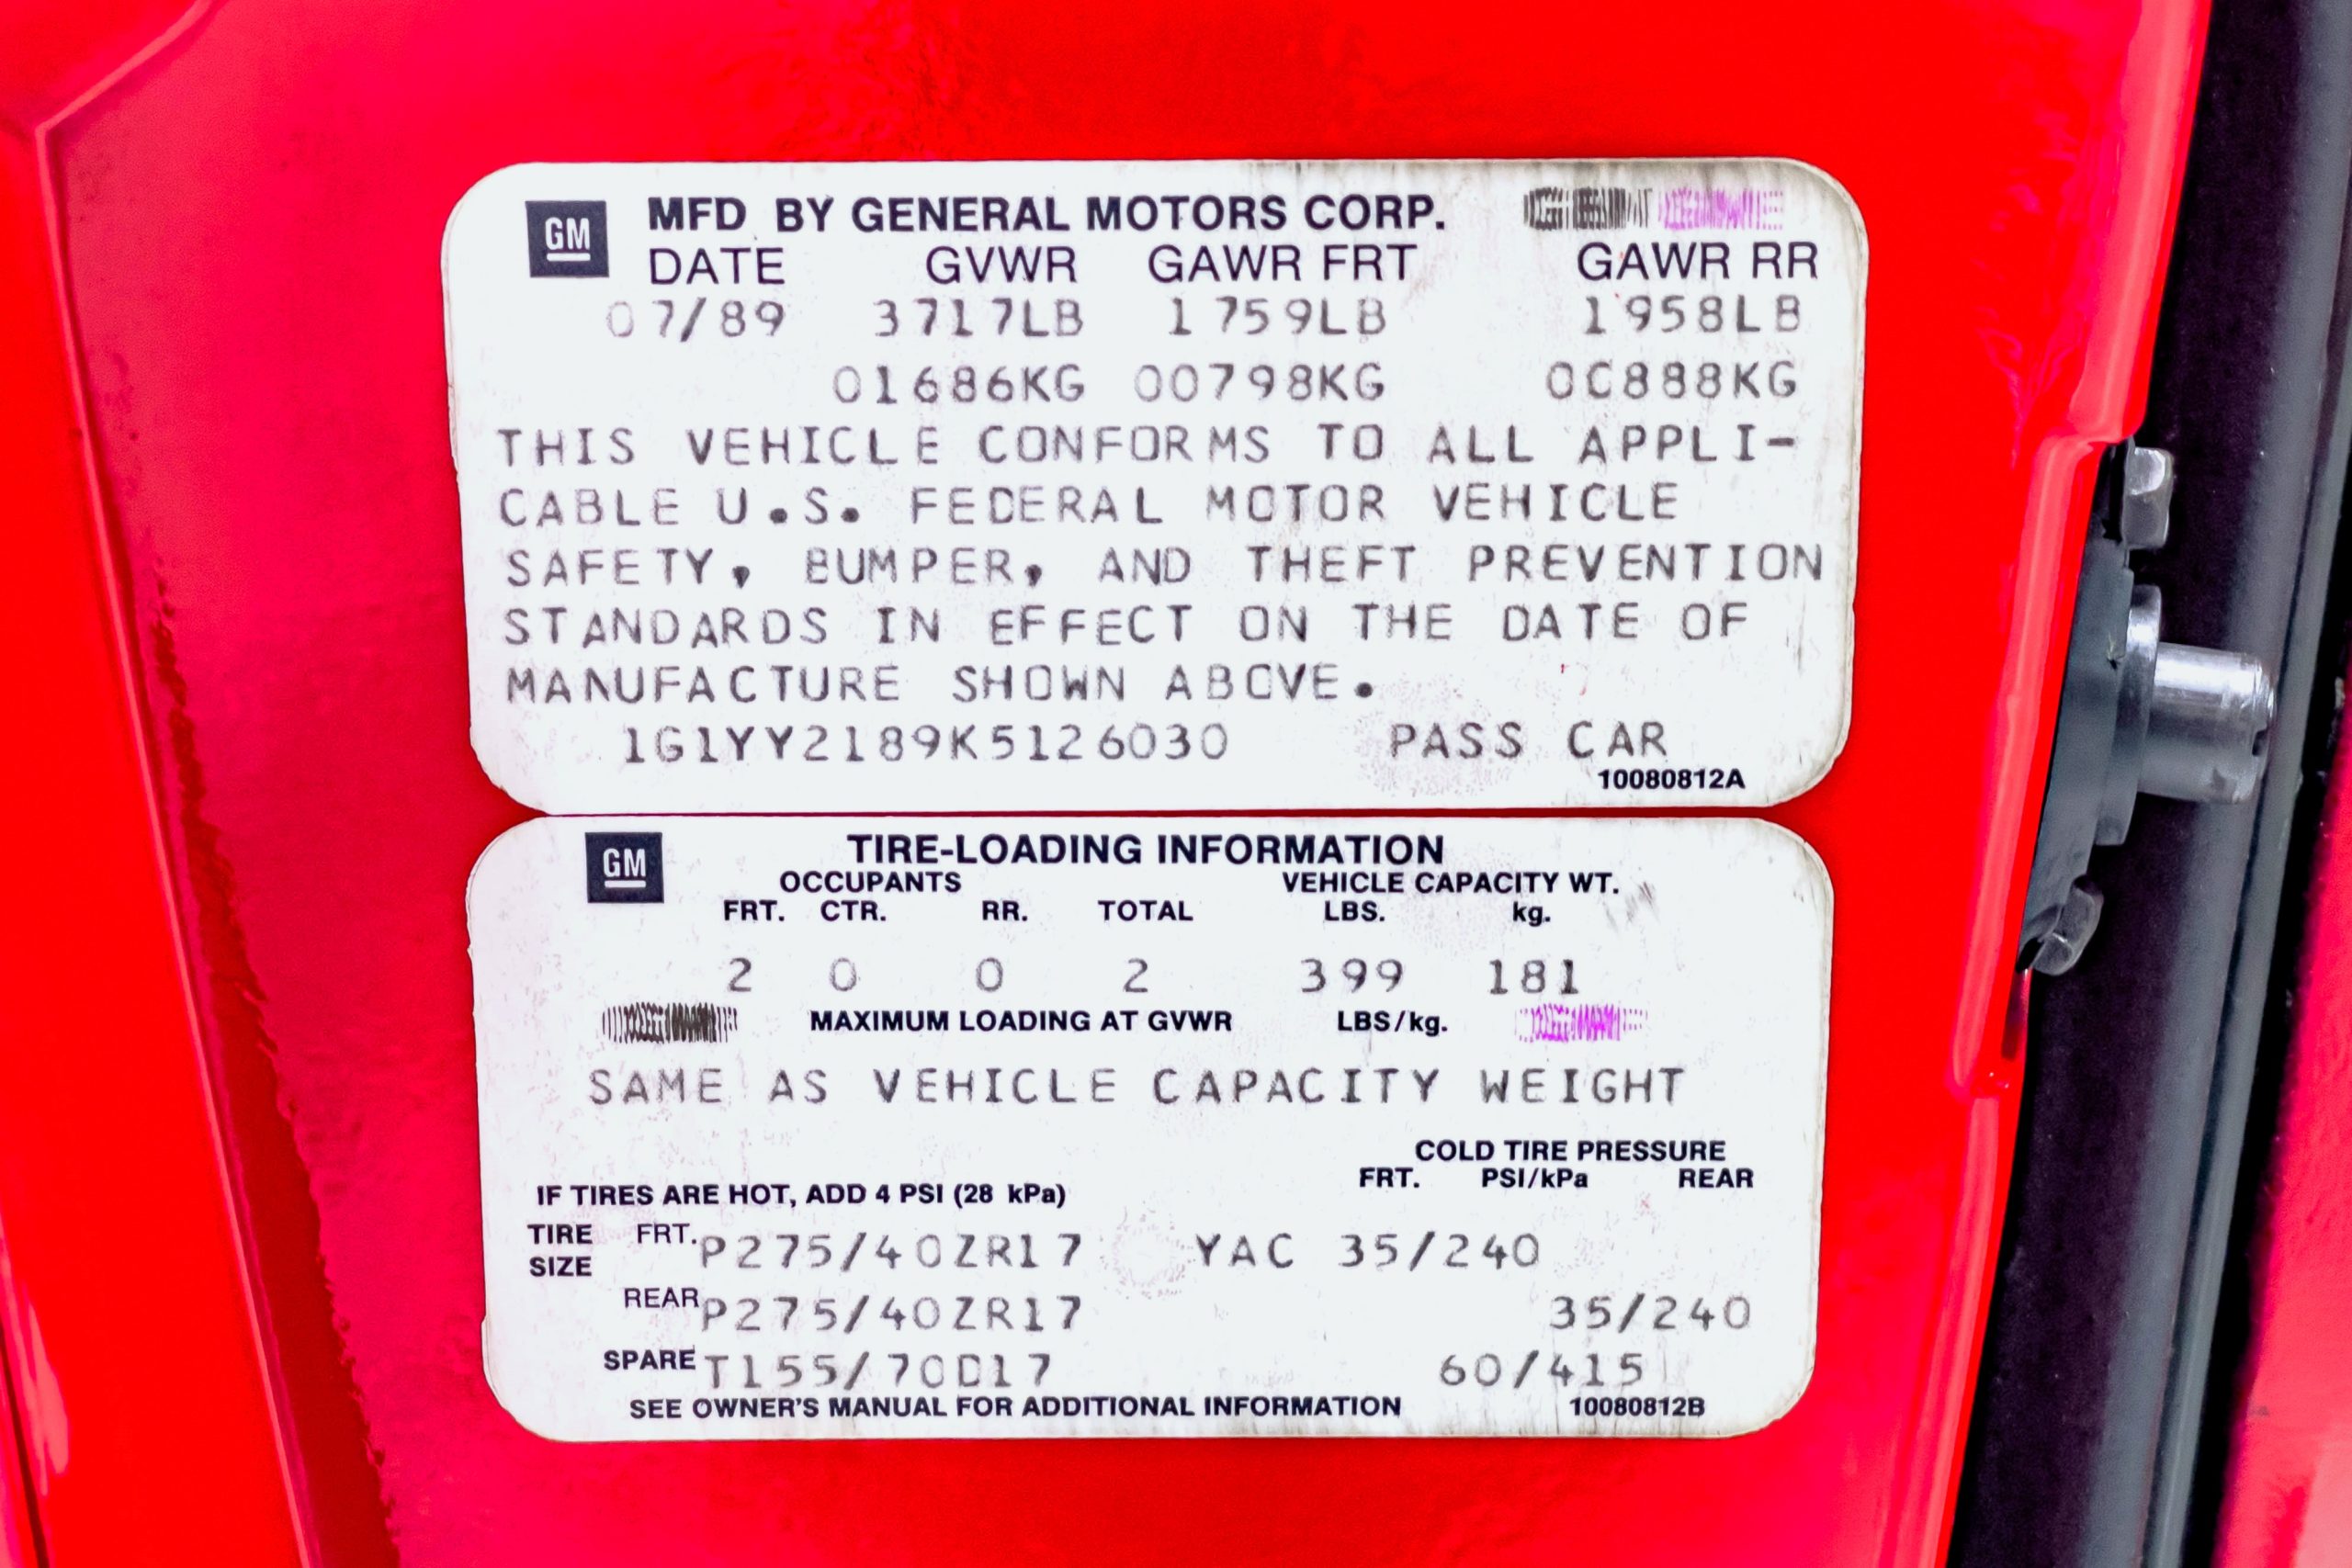 GM MFD BY GENERAL MOTORS CORP.
DATE GVWR GAWR FRT GAWR RR
07/89 3717LB 1759LB 1958LB
01686KG 00798KG 00888KG
THIS VEHICLE CONFORMS TO ALL APPLI-
CABLE U.S. FEDERAL MOTOR VEHICLE
SAFETY, BUMPER, AND THEFT PREVENTION
STANDARDS IN EFFECT ON THE DATE OF
MANUFACTURE SHOWN ABOVE.
1G1YY2189K5126030 PASS CAR
10080812A
GM TIRE-LOADING INFORMATION
OCCUPANTS VEHICLE CAPACITY WT.
FRT. CTR. RR. TOTAL LBS. kg.
2 0 0 2 399 181
MAXIMUM LOADING AT GVWR LBS/kg.
SAME AS VEHICLE CAPACITY WEIGHT
COLD TIRE PRESSURE
FRT. PSI/kPa REAR
IF TIRES ARE HOT, ADD 4 PSI (28 kPa)
TIRE SIZE FRT. P275/40ZR17 YAC 35/240
REAR P275/40ZR17 35/240
SPARE T155/70D17 60/415
SEE OWNER'S MANUAL FOR ADDITIONAL INFORMATION 10080812B